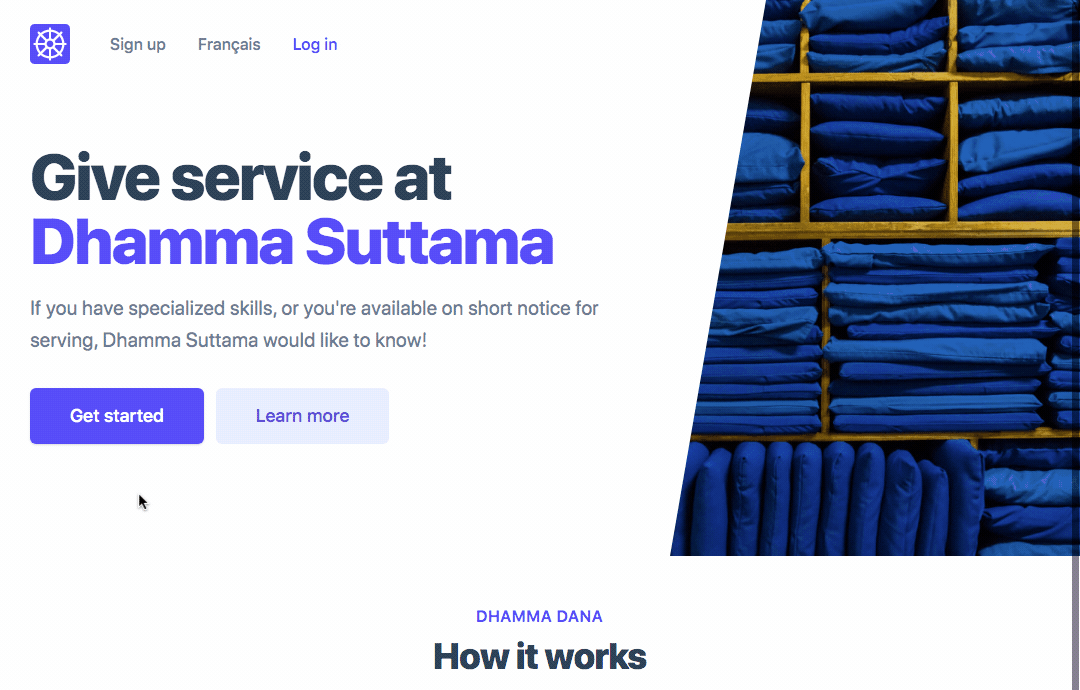 Sign up Français Log in
Give service at
Dhamma Suttama
If you have specialized skills, or you're available on short notice for
serving, Dhamma Suttama would like to know!
Get started Learn more
DHAMMA DANA
How it works